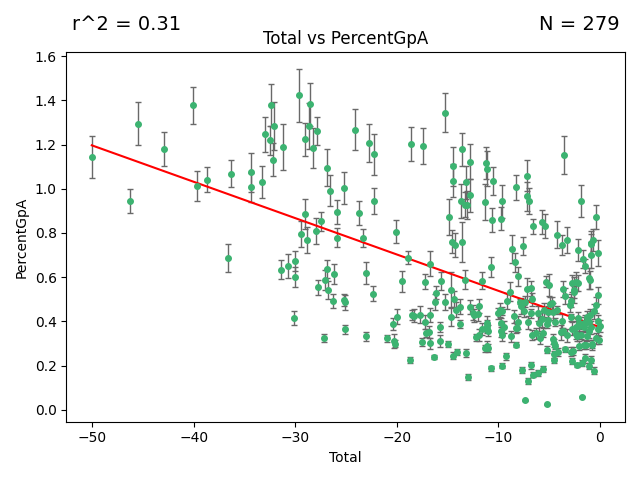 r^2 = 0.31 N = 279
Total vs PercentGpA
1.6
1.4
1.2
1.0
0.8
0.6
0.4
0.2
0.0
PercentGpA
−50 −40 −30 −20 −10 0
Total